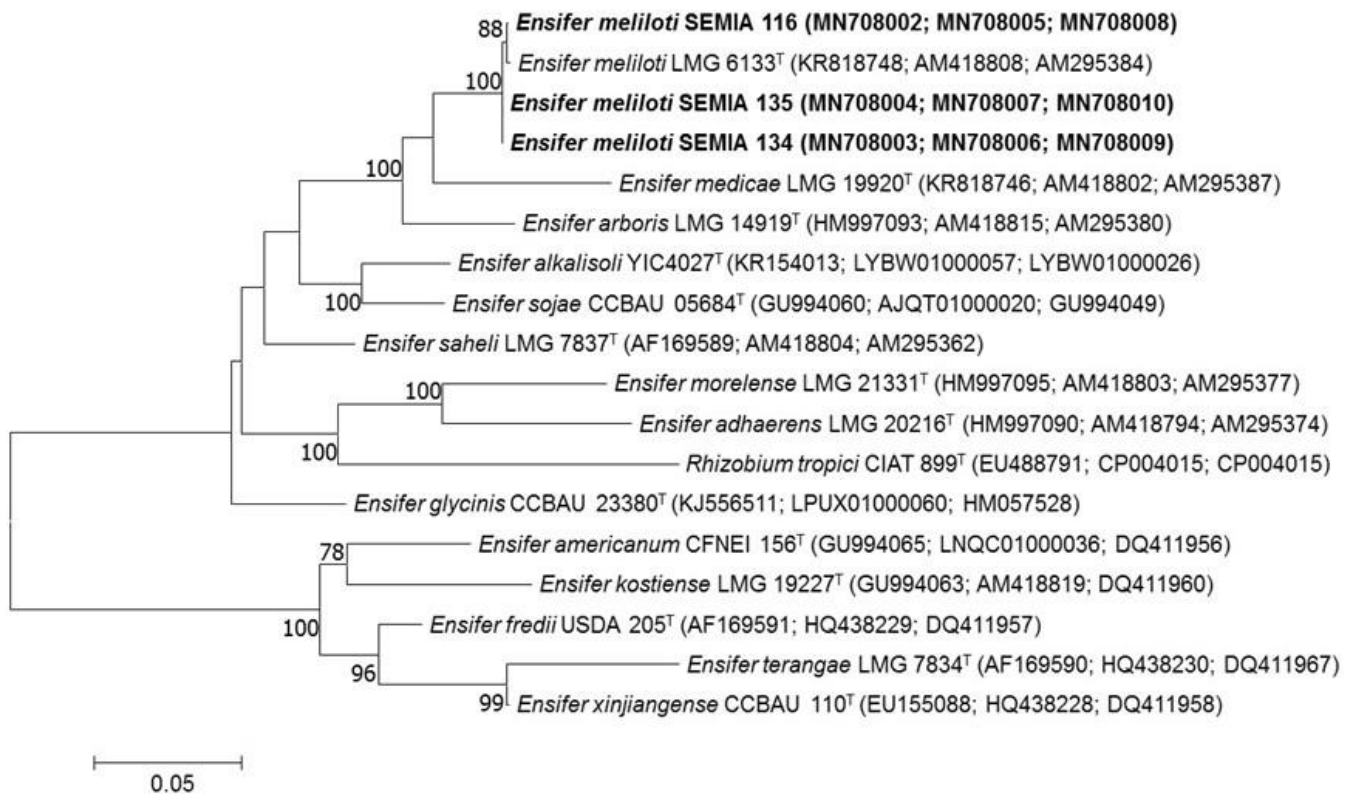 88 Ensifer meliloti SEMIA 116 (MN708002; MN708005; MN708008)
Ensifer meliloti LMG 6133ᵀ (KR818748; AM418808; AM295384)
100
Ensifer meliloti SEMIA 135 (MN708004; MN708007; MN708010)
Ensifer meliloti SEMIA 134 (MN708003; MN708006; MN708009)
100
Ensifer medicae LMG 19920ᵀ (KR818746; AM418802; AM295387)
Ensifer arboris LMG 14919ᵀ (HM997093; AM418815; AM295380)
Ensifer alkalisoli YIC4027ᵀ (KR154013; LYBW01000057; LYBW01000026)
100
Ensifer sojae CCBAU 05684ᵀ (GU994060; AJQT01000020; GU994049)
Ensifer saheli LMG 7837ᵀ (AF169589; AM418804; AM295362)
100 Ensifer morelense LMG 21331ᵀ (HM997095; AM418803; AM295377)
Ensifer adhaerens LMG 20216ᵀ (HM997090; AM418794; AM295374)
100
Rhizobium tropici CIAT 899ᵀ (EU488791; CP004015; CP004015)
Ensifer glycinis CCBAU 23380ᵀ (KJ556511; LPUX01000060; HM057528)
78 Ensifer americanum CFNEI 156ᵀ (GU994065; LNQC01000036; DQ411956)
Ensifer kostiense LMG 19227ᵀ (GU994063; AM418819; DQ411960)
100
Ensifer fredii USDA 205ᵀ (AF169591; HQ438229; DQ411957)
96
Ensifer terangae LMG 7834ᵀ (AF169590; HQ438230; DQ411967)
99 Ensifer xinjiangense CCBAU 110ᵀ (EU155088; HQ438228; DQ411958)
0.05